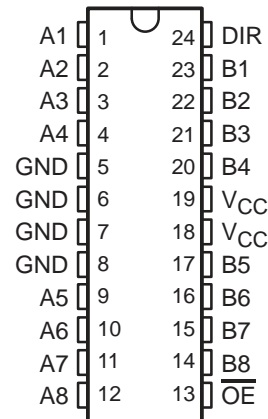 A1 1 24 DIR
A2 2 23 B1
A3 3 22 B2
A4 4 21 B3
GND 5 20 B4
GND 6 19 VCC
GND 7 18 VCC
GND 8 17 B5
A5 9 16 B6
A6 10 15 B7
A7 11 14 B8
A8 12 13 O̅E̅